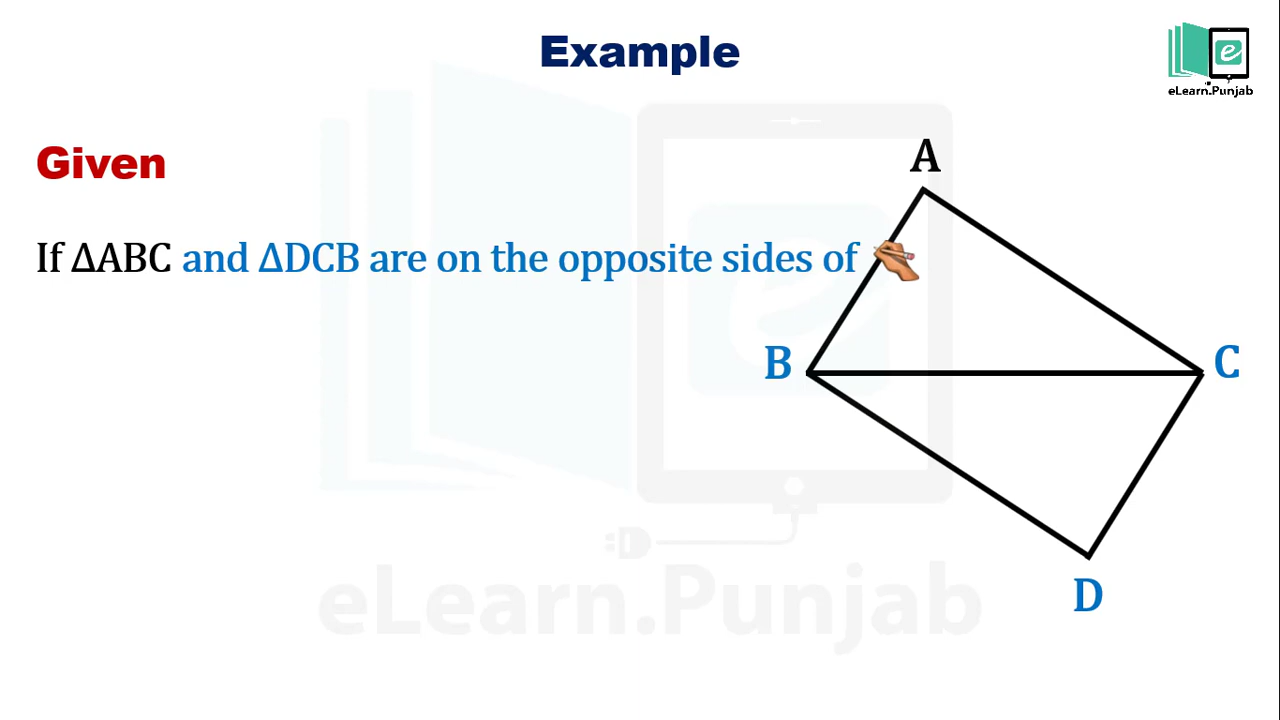 Example
eLearn.Punjab
Given
A
If ΔABC and ΔDCB are on the opposite sides of
B
C
D
eLearn.Punjab